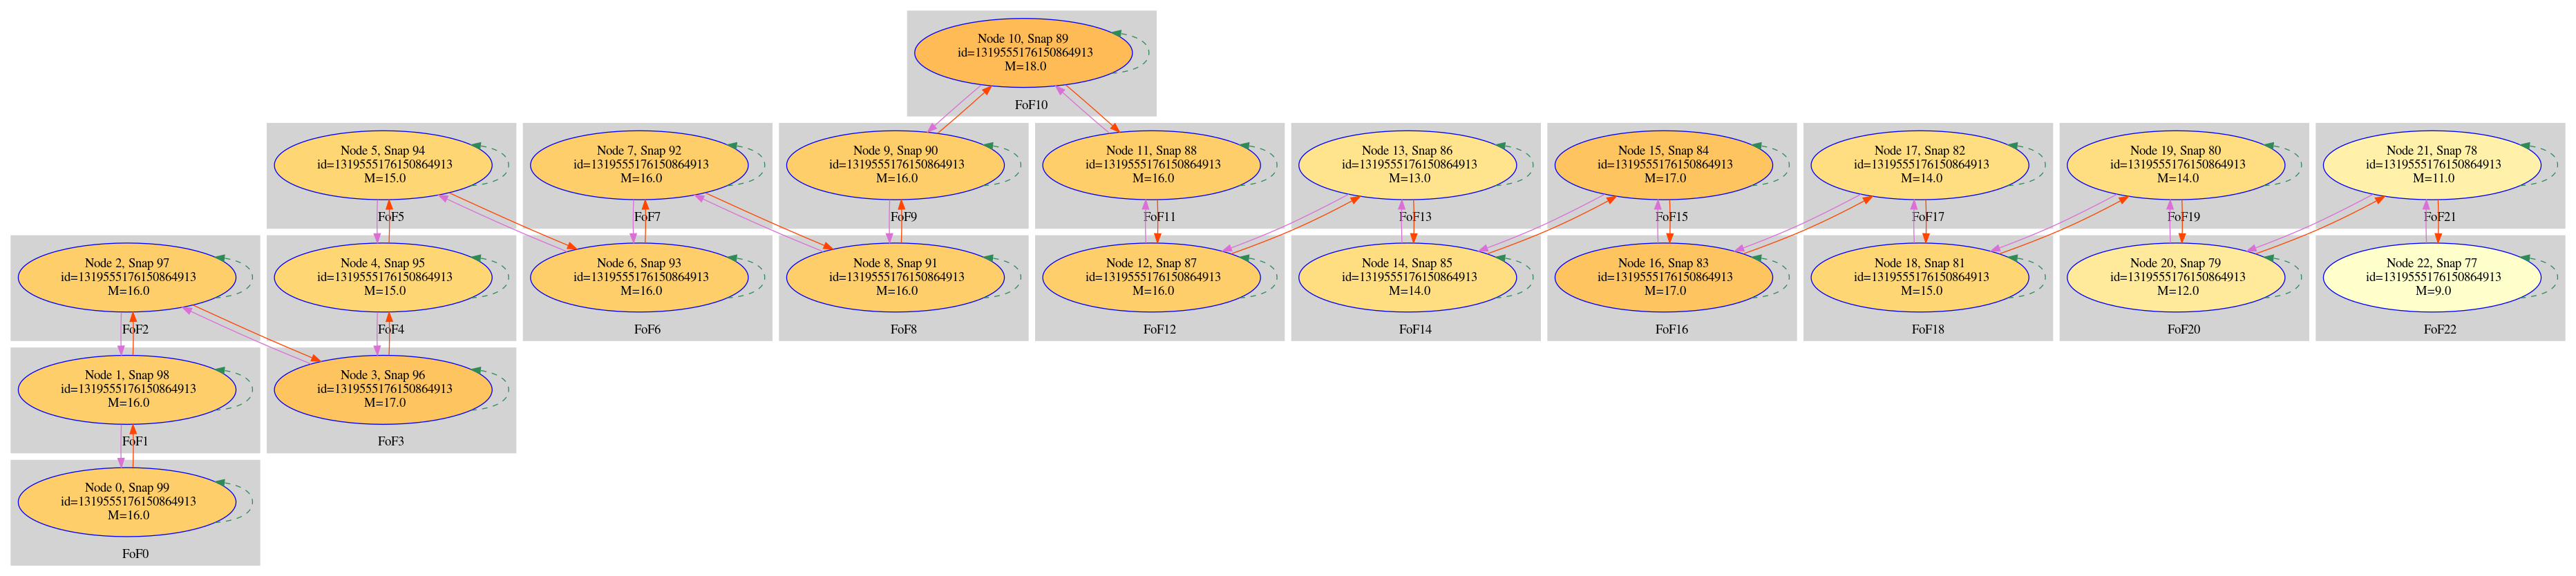 Node 10, Snap 89
id=1319555176150864913
M=18.0
FoF10
Node 5, Snap 94
id=1319555176150864913
M=15.0
FoF5
Node 7, Snap 92
id=1319555176150864913
M=16.0
FoF7
Node 9, Snap 90
id=1319555176150864913
M=16.0
FoF9
Node 11, Snap 88
id=1319555176150864913
M=16.0
FoF11
Node 13, Snap 86
id=1319555176150864913
M=13.0
FoF13
Node 15, Snap 84
id=1319555176150864913
M=17.0
FoF15
Node 17, Snap 82
id=1319555176150864913
M=14.0
FoF17
Node 19, Snap 80
id=1319555176150864913
M=14.0
FoF19
Node 21, Snap 78
id=1319555176150864913
M=11.0
FoF21
Node 2, Snap 97
id=1319555176150864913
M=16.0
FoF2
Node 4, Snap 95
id=1319555176150864913
M=15.0
FoF4
Node 6, Snap 93
id=1319555176150864913
M=16.0
FoF6
Node 8, Snap 91
id=1319555176150864913
M=16.0
FoF8
Node 12, Snap 87
id=1319555176150864913
M=16.0
FoF12
Node 14, Snap 85
id=1319555176150864913
M=14.0
FoF14
Node 16, Snap 83
id=1319555176150864913
M=17.0
FoF16
Node 18, Snap 81
id=1319555176150864913
M=15.0
FoF18
Node 20, Snap 79
id=1319555176150864913
M=12.0
FoF20
Node 22, Snap 77
id=1319555176150864913
M=9.0
FoF22
Node 1, Snap 98
id=1319555176150864913
M=16.0
FoF1
Node 3, Snap 96
id=1319555176150864913
M=17.0
FoF3
Node 0, Snap 99
id=1319555176150864913
M=16.0
FoF0